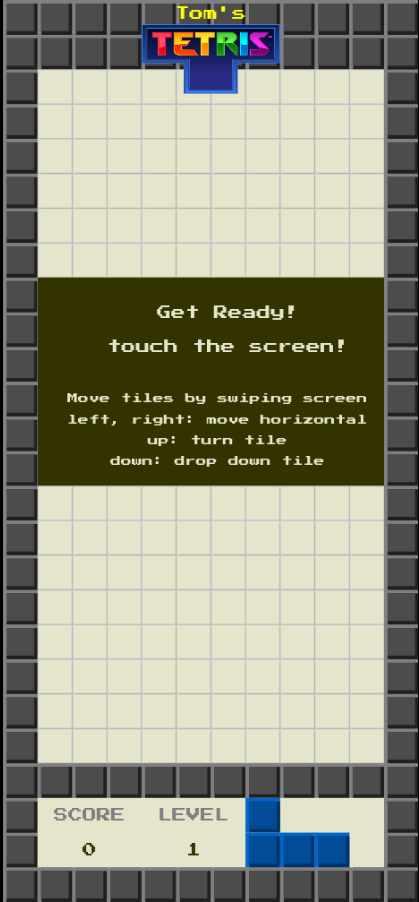 Tom's
TETRIS
Get Ready!
touch the screen!
Move tiles by swiping screen
left, right: move horizontal
up: turn tile
down: drop down tile
SCORE LEVEL
0 1